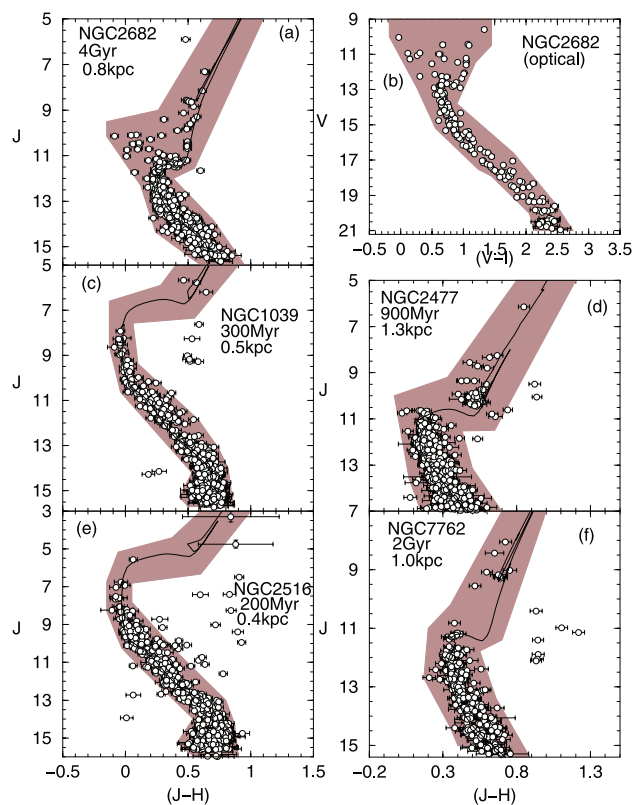 NGC2682
4Gyr
0.8kpc
(a)
J
5
7
9
11
13
15
NGC2682
(optical)
(b)
V
9
11
13
15
17
19
21
−0.5 0.1 0.7 1.3 1.9 2.5 3.5
(V−I)
(c)
NGC1039
300Myr
0.5kpc
J
5
7
9
11
13
15
NGC2477
900Myr
1.3kpc
(d)
J
5
7
9
11
13
(e)
NGC2516
200Myr
0.4kpc
J
3
5
7
9
11
13
15
−0.5 0 0.5 1 1.5
(J−H)
(f)
NGC7762
2Gyr
1.0kpc
J
7
9
11
13
15
−0.2 0.3 0.8 1.2 1.5
(J−H)